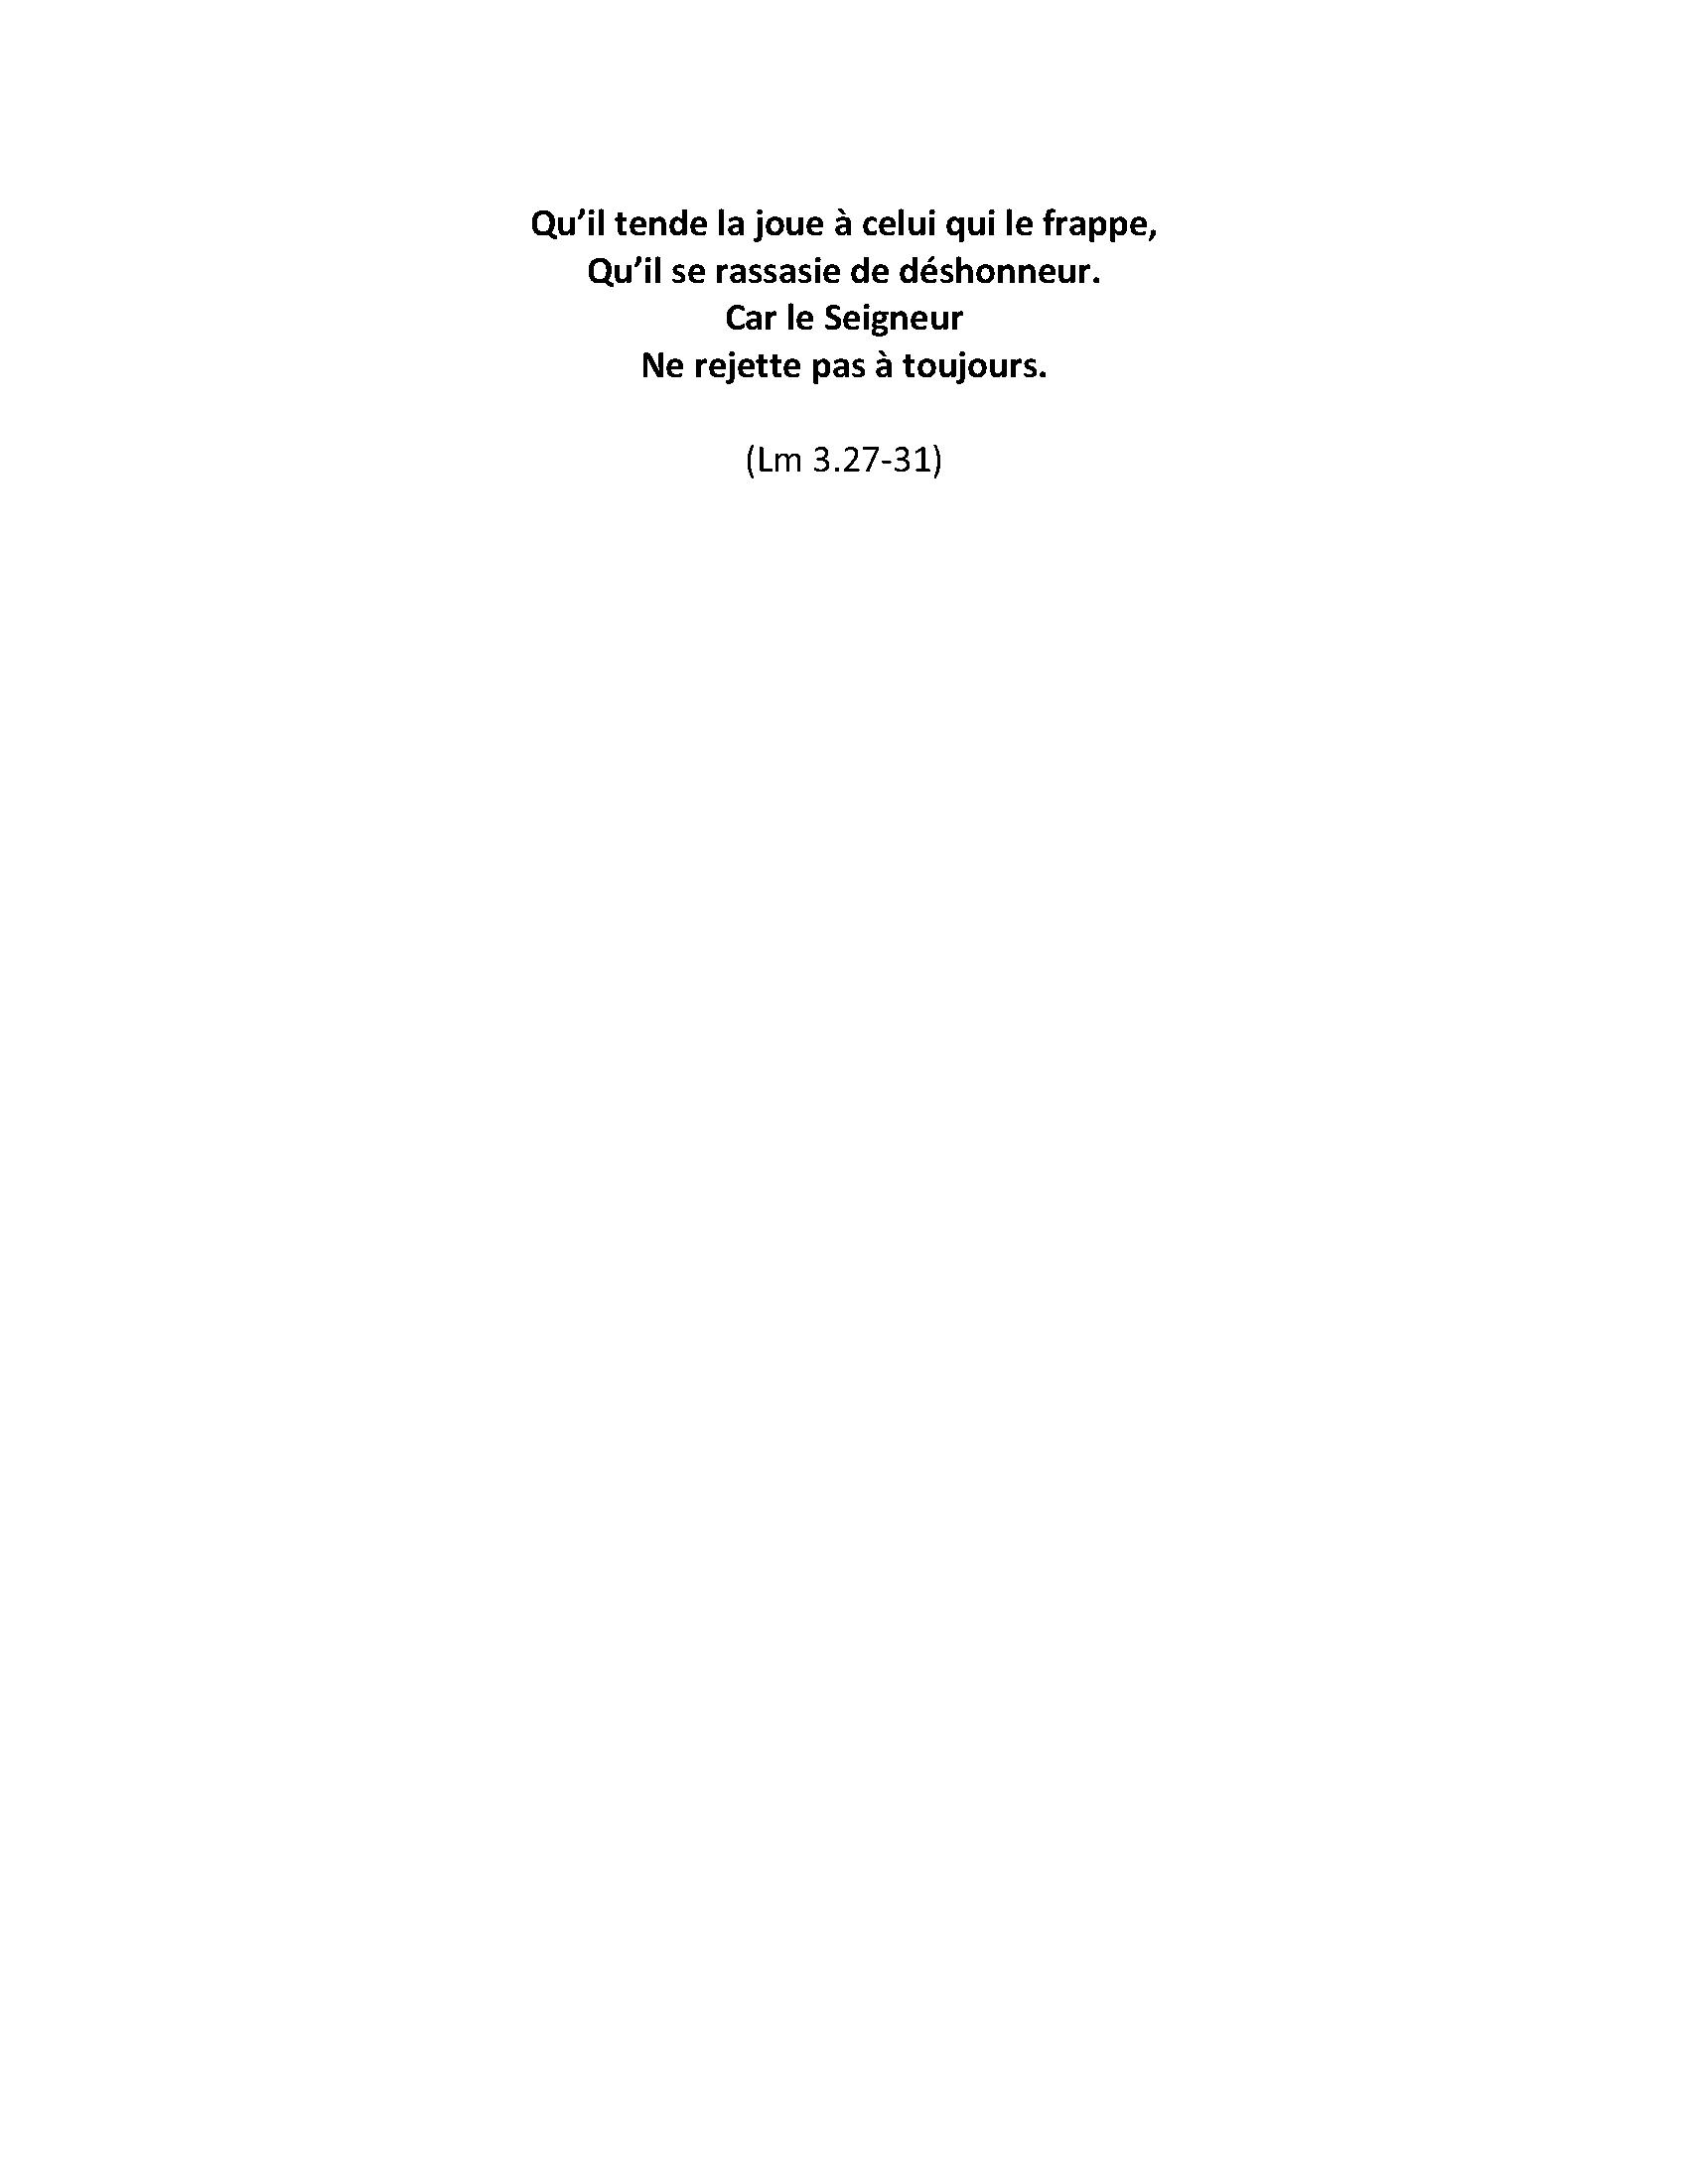 Qu’il tende la joue à celui qui le frappe,
Qu’il se rassasie de déshonneur.
Car le Seigneur
Ne rejette pas à toujours.
(Lm 3.27-31)